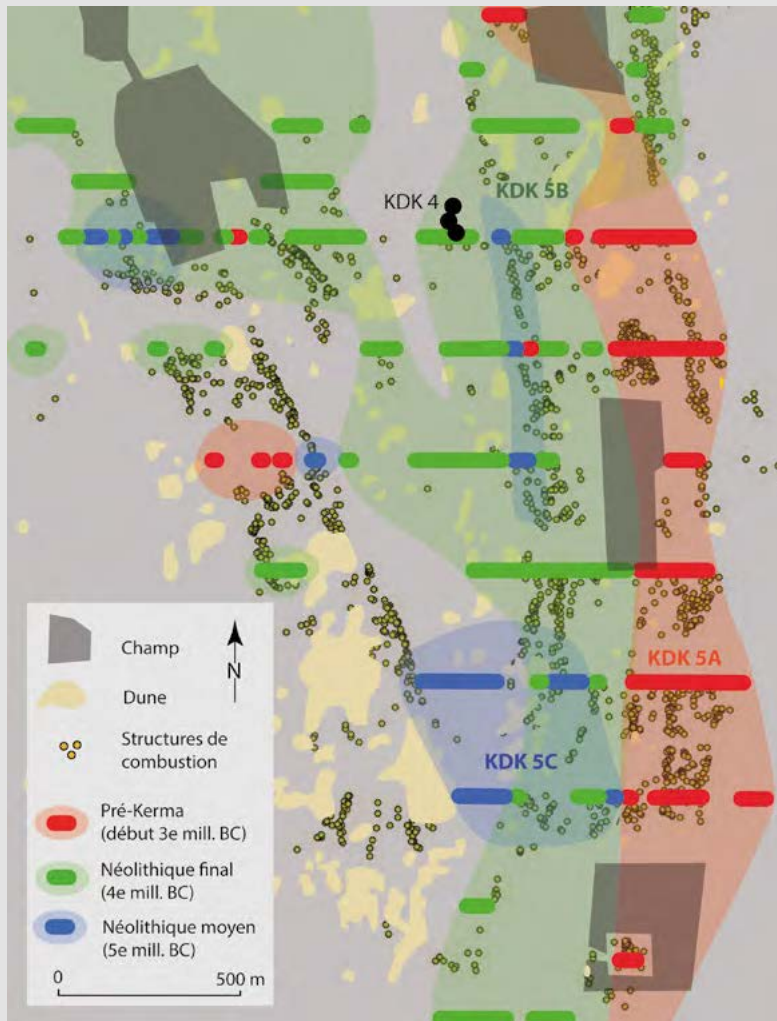 KDK 5B
KDK 4
KDK 5A
KDK 5C
Champ
N
Dune
Structures de
combustion
Pré-Kerma
(début 3e mill. BC)
Néolithique final
(4e mill. BC)
Néolithique moyen
(5e mill. BC)
0 500 m